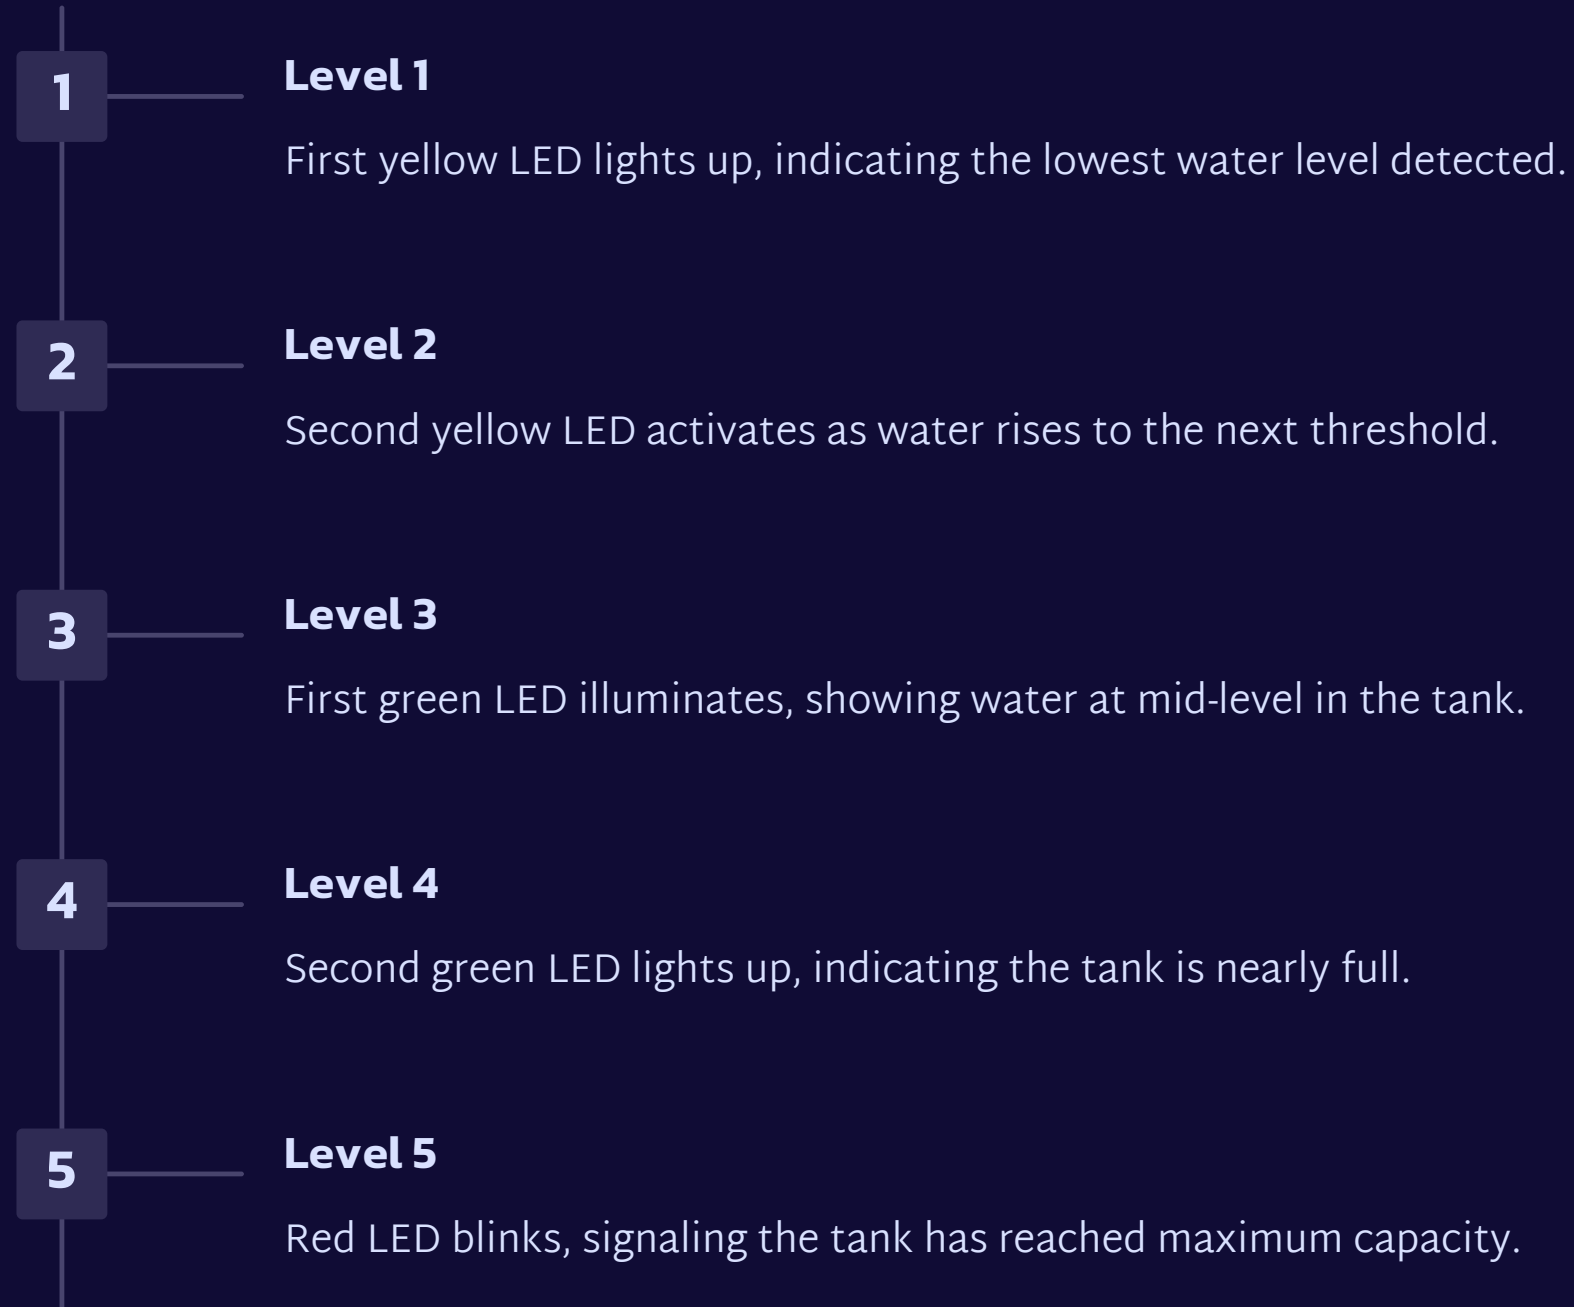 1
Level 1
First yellow LED lights up, indicating the lowest water level detected.
2
Level 2
Second yellow LED activates as water rises to the next threshold.
3
Level 3
First green LED illuminates, showing water at mid-level in the tank.
4
Level 4
Second green LED lights up, indicating the tank is nearly full.
5
Level 5
Red LED blinks, signaling the tank has reached maximum capacity.